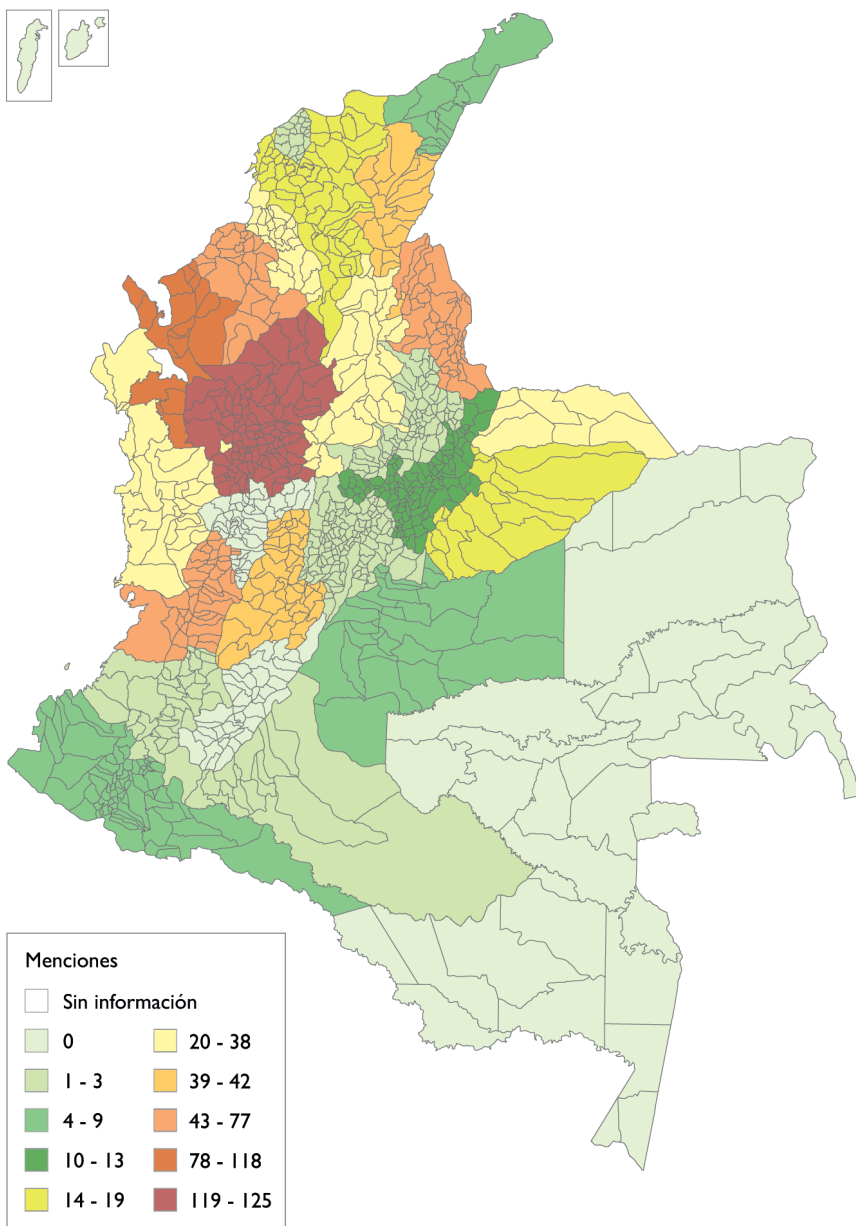 Menciones
Sin información
0
1 - 3
4 - 9
10 - 13
14 - 19
20 - 38
39 - 42
43 - 77
78 - 118
119 - 125